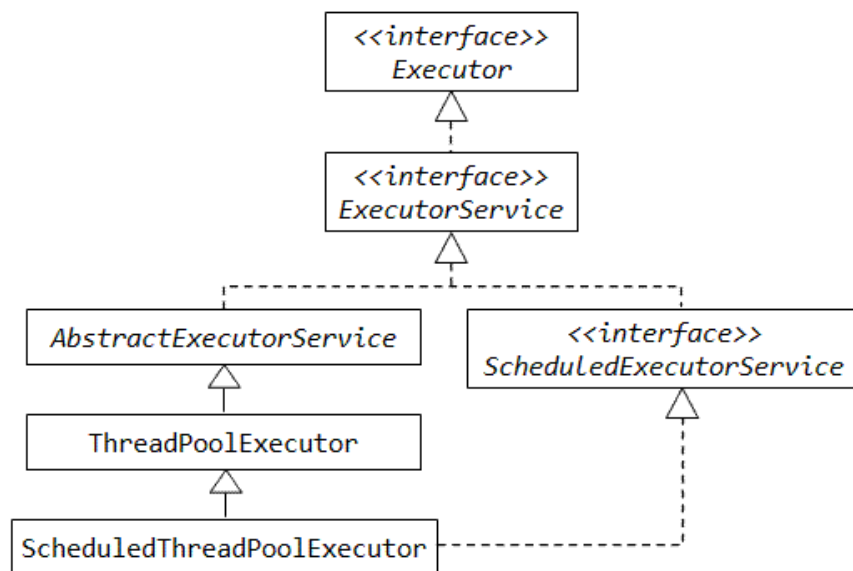 <<interface>>
Executor
<<interface>>
ExecutorService
AbstractExecutorService
<<interface>>
ScheduledExecutorService
ThreadPoolExecutor
ScheduledThreadPoolExecutor